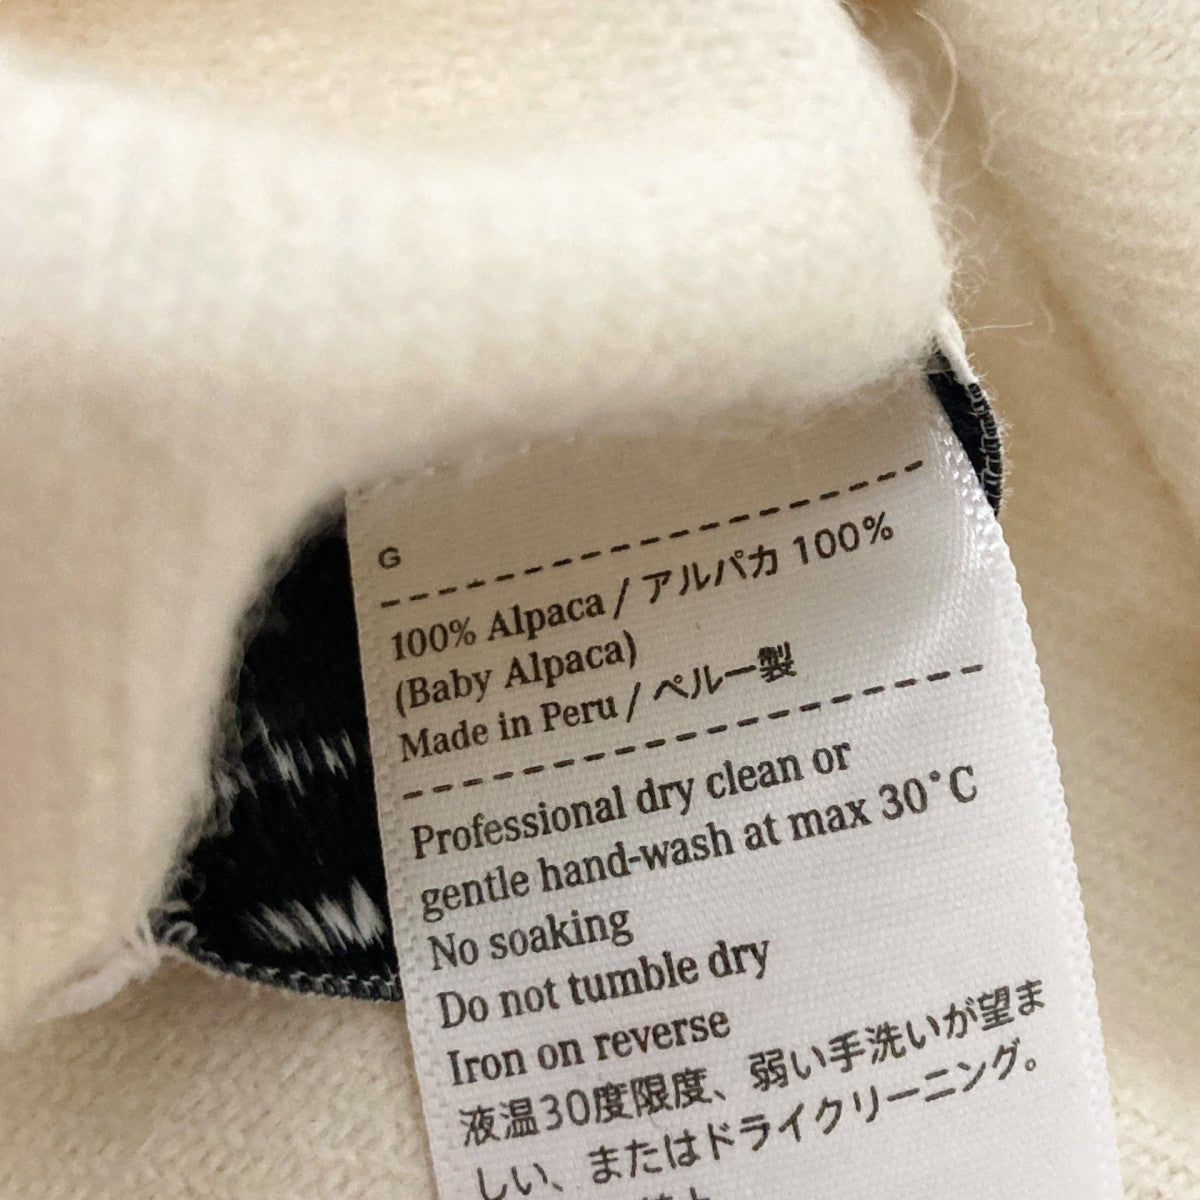 G
100% Alpaca / アルパカ 100%
(Baby Alpaca)
Made in Peru / ペルー製
Professional dry clean or
gentle hand-wash at max 30°C
No soaking
Do not tumble dry
Iron on reverse
液温30度限度、弱い手洗いが望ま
しい、またはドライクリーニング。